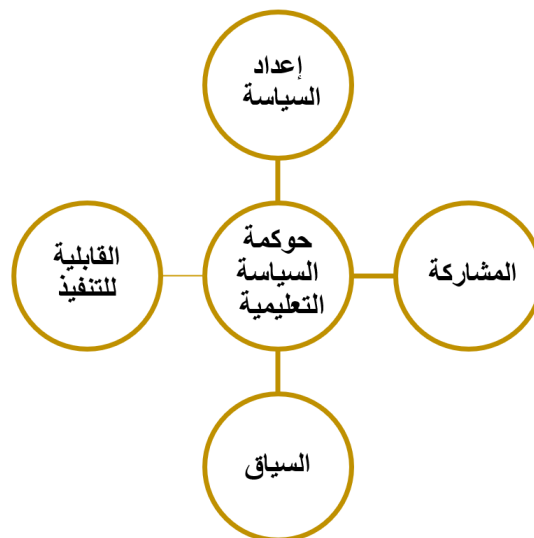 إعداد
السياسة
حوكمة
السياسة
التعليمية
المشاركة
القابلية
للتنفيذ
السياق